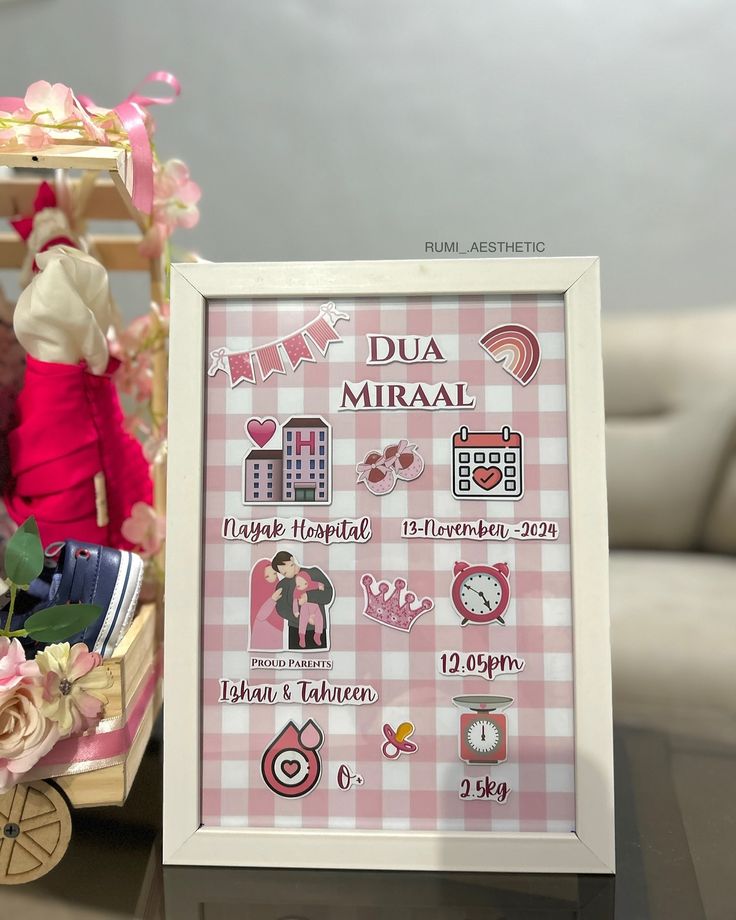 RUMI_.AESTHETIC
DUA
MIRAAL
H
Nayak Hospital
13-November -2024
PROUD PARENTS
Izhar & Tahreen
12.05pm
O+
2.5kg